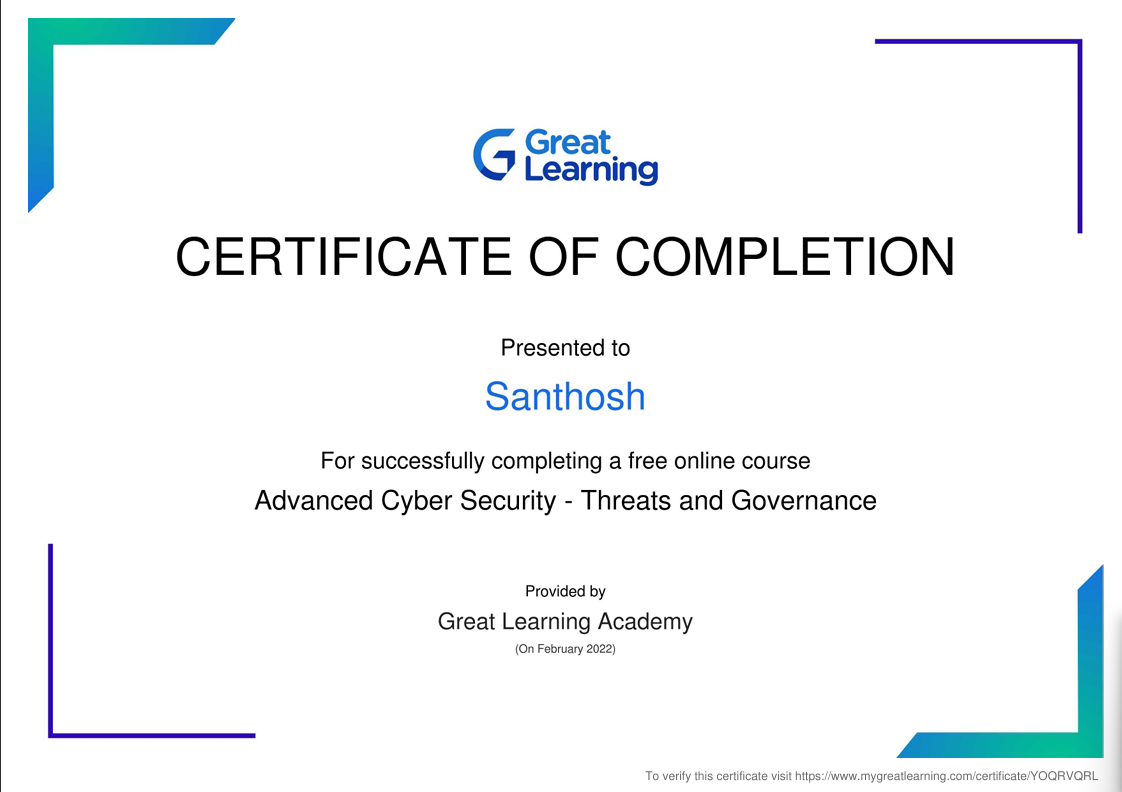 Great
Learning
CERTIFICATE OF COMPLETION
Presented to
Santhosh
For successfully completing a free online course
Advanced Cyber Security - Threats and Governance
Provided by
Great Learning Academy
(On February 2022)
To verify this certificate visit https://www.mygreatlearning.com/certificate/YOQRVQRL